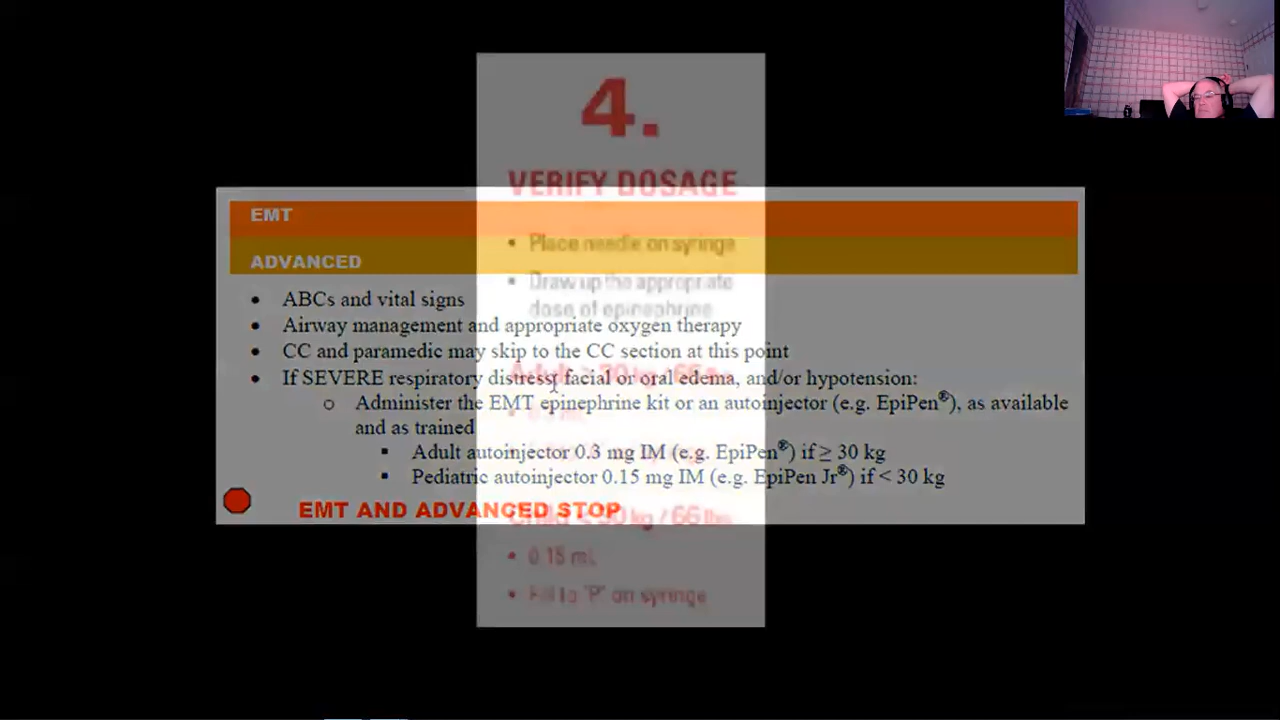 4.
VERIFY DOSAGE
• Place needle on syringe
• Draw up the appropriate
dose of epinephrine
Child < 30 kg / 66 lbs
• 0.15 mL
• Fill to "P" on syringe
EMT
ADVANCED
• ABCs and vital signs
• Airway management and appropriate oxygen therapy
• CC and paramedic may skip to the CC section at this point
• If SEVERE respiratory distress, facial or oral edema, and/or hypotension:
o Administer the EMT epinephrine kit or an autoinjector (e.g. EpiPen®), as available
and as trained
▪ Adult autoinjector 0.3 mg IM (e.g. EpiPen®) if ≥ 30 kg
▪ Pediatric autoinjector 0.15 mg IM (e.g. EpiPen Jr®) if < 30 kg
EMT AND ADVANCED STOP